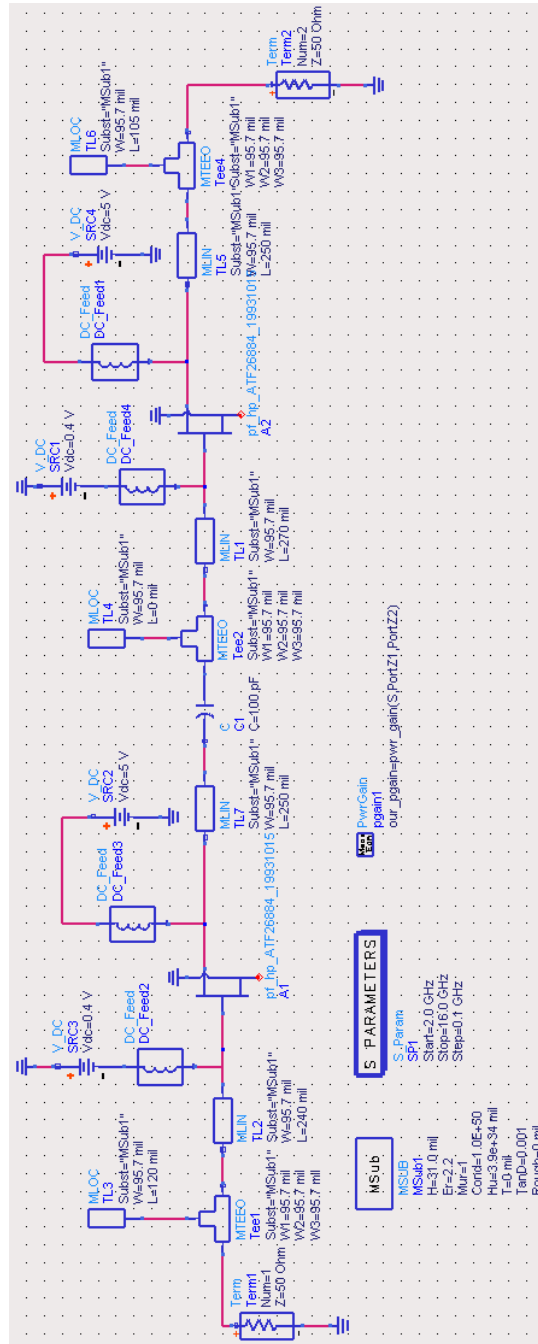 Term
Term1
Num=1
Z=50 Ohm
MTEEO
Tee1
Subst="MSub1"
W1=95.7 mil
W2=95.7 mil
W3=95.7 mil
MLOC
TL3
Subst="MSub1"
W=95.7 mil
L=120 mil
MLIN
TL2
Subst="MSub1"
W=95.7 mil
L=240 mil
V_DC
SRC3
Vdc=0.4 V
DC_Feed
DC_Feed2
pf_hp_ATF26884_19931015
A1
DC_Feed
DC_Feed3
V_DC
SRC2
Vdc=5 V
MLIN
TL7
Subst="MSub1"
W=95.7 mil
L=250 mil
C
C1
C=100 pF
MTEEO
Tee2
Subst="MSub1"
W1=95.7 mil
W2=95.7 mil
W3=95.7 mil
MLOC
TL4
Subst="MSub1"
W=95.7 mil
L=0 mil
MLIN
TL1
Subst="MSub1"
W=95.7 mil
L=270 mil
V_DC
SRC1
Vdc=0.4 V
DC_Feed
DC_Feed4
pf_hp_ATF26884_19931015
A2
DC_Feed
DC_Feed1
V_DC
SRC4
Vdc=5 V
MLIN
TL5
Subst="MSub1"
W=95.7 mil
L=250 mil
MTEEO
Tee4
Subst="MSub1"
W1=95.7 mil
W2=95.7 mil
W3=95.7 mil
MLOC
TL6
Subst="MSub1"
W=95.7 mil
L=105 mil
Term
Term2
Num=2
Z=50 Ohm
MSub
MSUB
MSub1
H=31.0 mil
Er=2.2
Mur=1
Cond=1.0E+50
Hu=3.9e+34 mil
T=0 mil
TanD=0.001
Rough=0 mil
S-PARAMETERS
S_Param
SP1
Start=2.0 GHz
Stop=16.0 GHz
Step=0.1 GHz
Meas
Eqn
PwrGain
pgain1
our_pgain=pwr_gain(S,PortZ1,PortZ2)